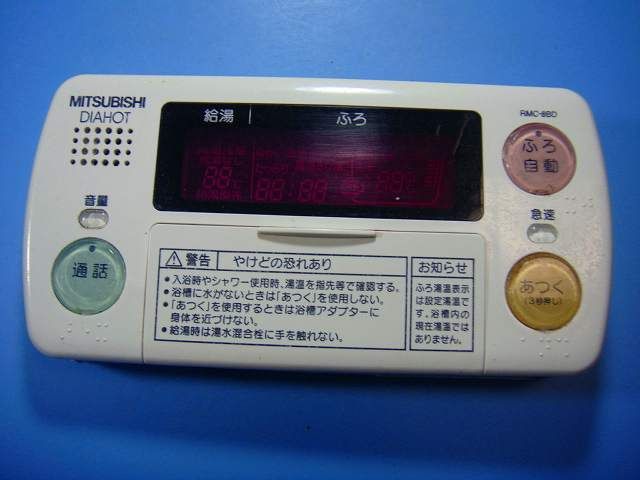 MITSUBISHI
DIAHOT
給湯
ふろ
RMC-8BD
ふろ
自動
音量
通話
急速
あつく
(3秒押し)
警告
やけどの恐れあり
• 入浴時やシャワー使用時、湯温を指先等で確認する。
• 浴槽に水がないときは「あつく」を使用しない。
• 「あつく」を使用するときは浴槽アダプターに
身体を近づけない。
• 給湯時は湯水混合栓に手を触れない。
お知らせ
ふろ湯温表示
は設定湯温で
す、浴槽内の
現在湯温では
ありません。